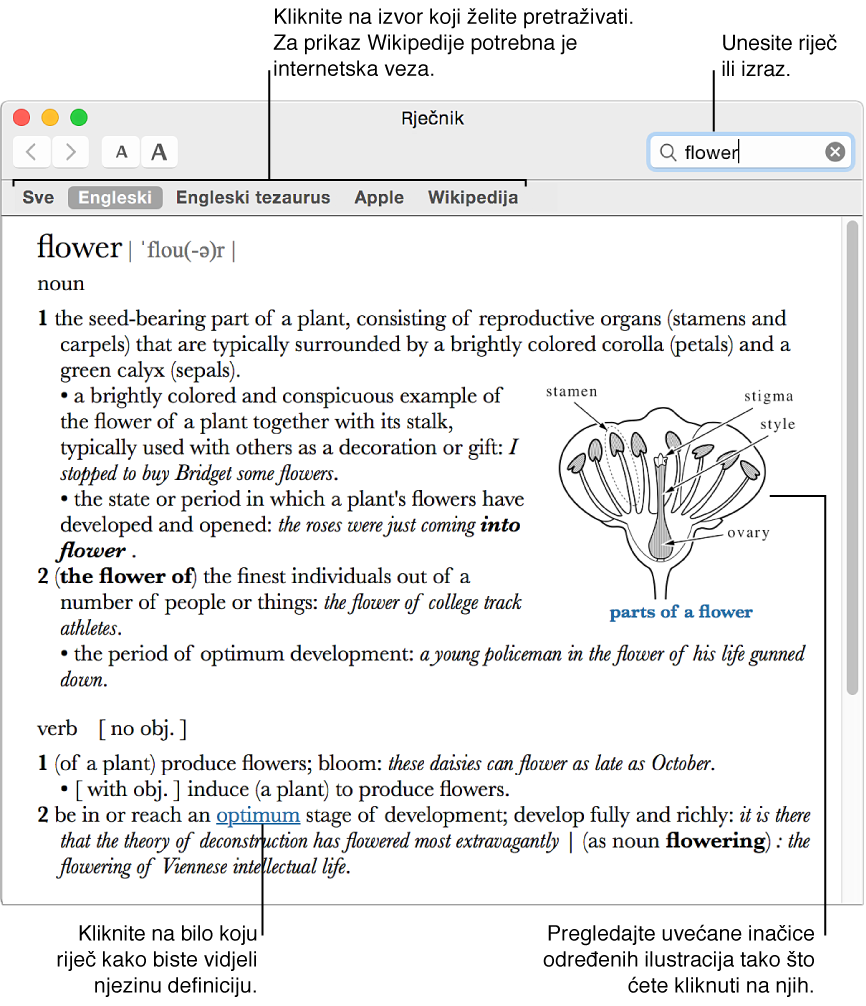 Kliknite na izvor koji želite pretraživati.
Za prikaz Wikipedije potrebna je
internetska veza.
Unesite riječ
ili izraz.
Rječnik
A A
flower
Sve Engleski Engleski tezaurus Apple Wikipedija
flower | ˈflou(-ə)r |
noun
1 the seed-bearing part of a plant, consisting of reproductive organs (stamens and
carpels) that are typically surrounded by a brightly colored corolla (petals) and a
green calyx (sepals).
• a brightly colored and conspicuous example of
the flower of a plant together with its stalk,
typically used with others as a decoration or gift: I
stopped to buy Bridget some flowers.
• the state or period in which a plant's flowers have
developed and opened: the roses were just coming into
flower .
2 (the flower of) the finest individuals out of a
number of people or things: the flower of college track
athletes.
stamen
stigma
style
ovary
parts of a flower
• the period of optimum development: a young policeman in the flower of his life gunned
down.
verb [ no obj. ]
1 (of a plant) produce flowers; bloom: these daisies can flower as late as October.
• [ with obj. ] induce (a plant) to produce flowers.
2 be in or reach an optimum stage of development; develop fully and richly: it is there
that the theory of deconstruction has flowered most extravagantly | (as noun flowering) : the
flowering of Viennese intellectual life.
Kliknite na bilo koju
riječ kako biste vidjeli
njezinu definiciju.
Pregledajte uvećane inačice
određenih ilustracija tako što
ćete kliknuti na njih.